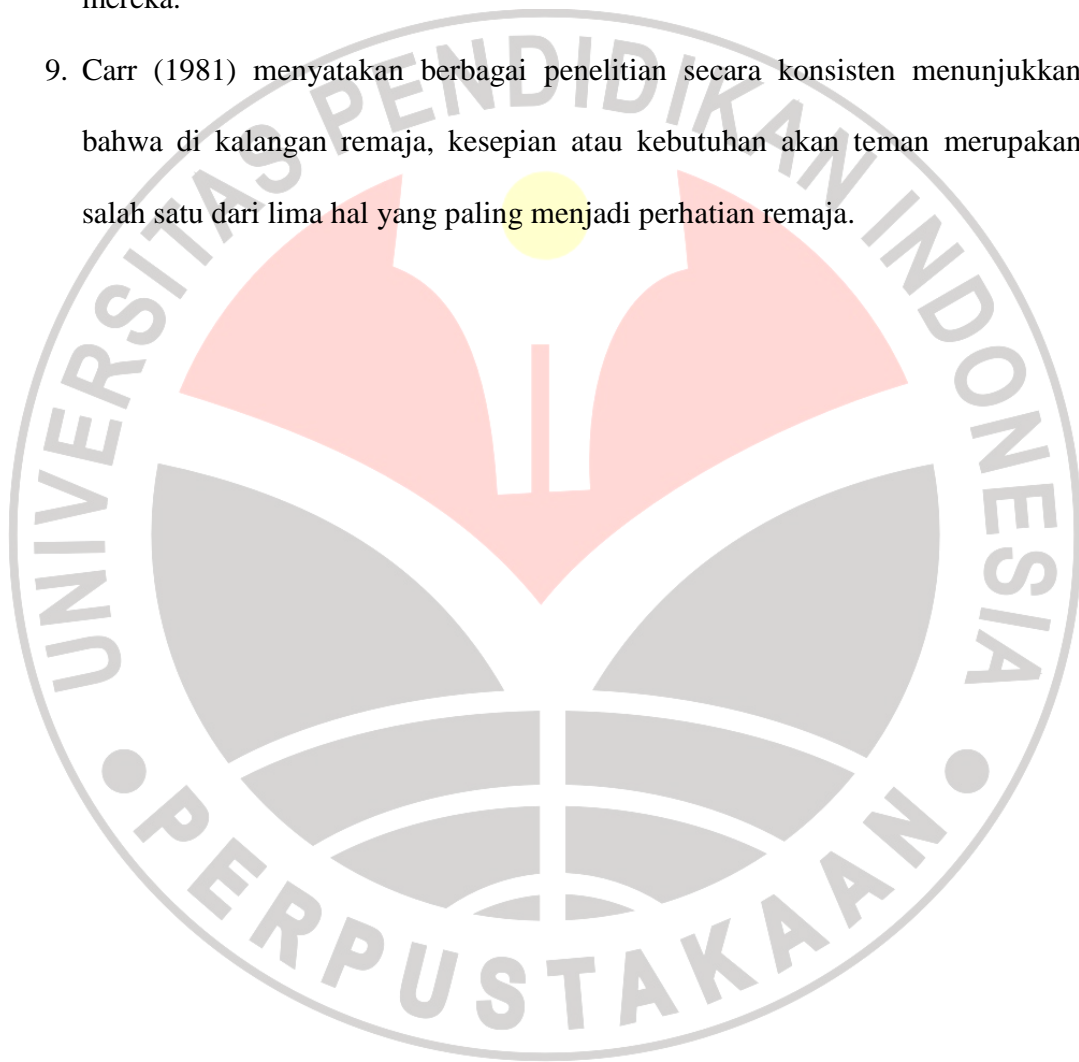 mereka.
9. Carr (1981) menyatakan berbagai penelitian secara konsisten menunjukkan
bahwa di kalangan remaja, kesepian atau kebutuhan akan teman merupakan
salah satu dari lima hal yang paling menjadi perhatian remaja.
UNIVERSITAS PENDIDIKAN INDONESIA
PERPUSTAKAAN